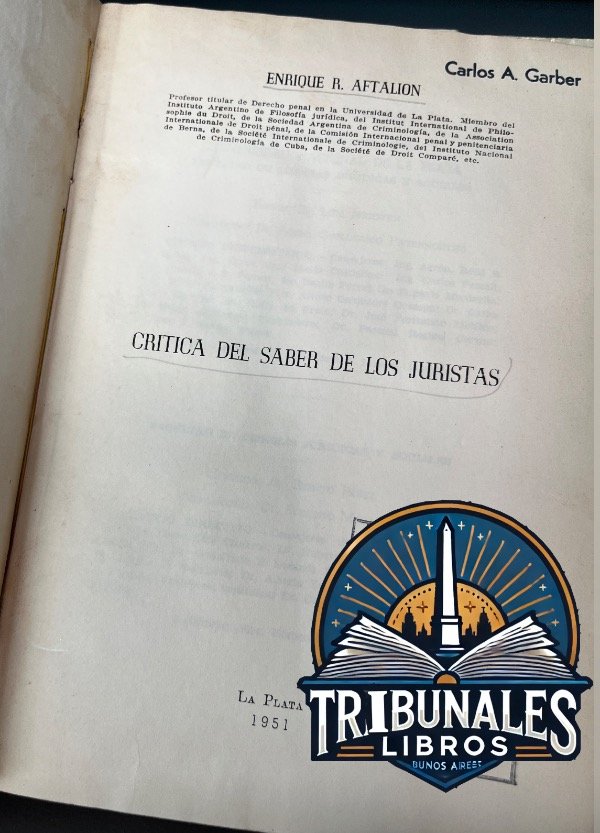 Carlos A. Garber
ENRIQUE R. AFTALION
Profesor titular de Derecho penal en la Universidad de La Plata. Miembro del
Instituto Argentino de Filosofía jurídica, del Institut International de Philo-
sophie du Droit, de la Sociedad Argentina de Criminología, de la Association
Internationale de Droit pénal, de la Comisión Internacional penal y penitenciaria
de Berna, de la Société Internationale de Criminologie, del Instituto Nacional
de Criminología de Cuba, de la Société de Droit Comparé, etc.
CRITICA DEL SABER DE LOS JURISTAS
LA PLATA
1951
TRIBUNALES
LIBROS
BUNOS AIREST